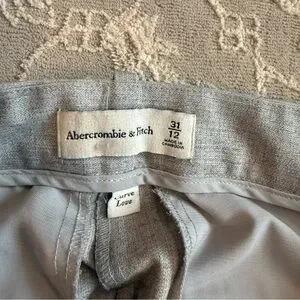 Abercrombie & Fitch
31
12
MADE IN
CAMBODIA
Curve
Love